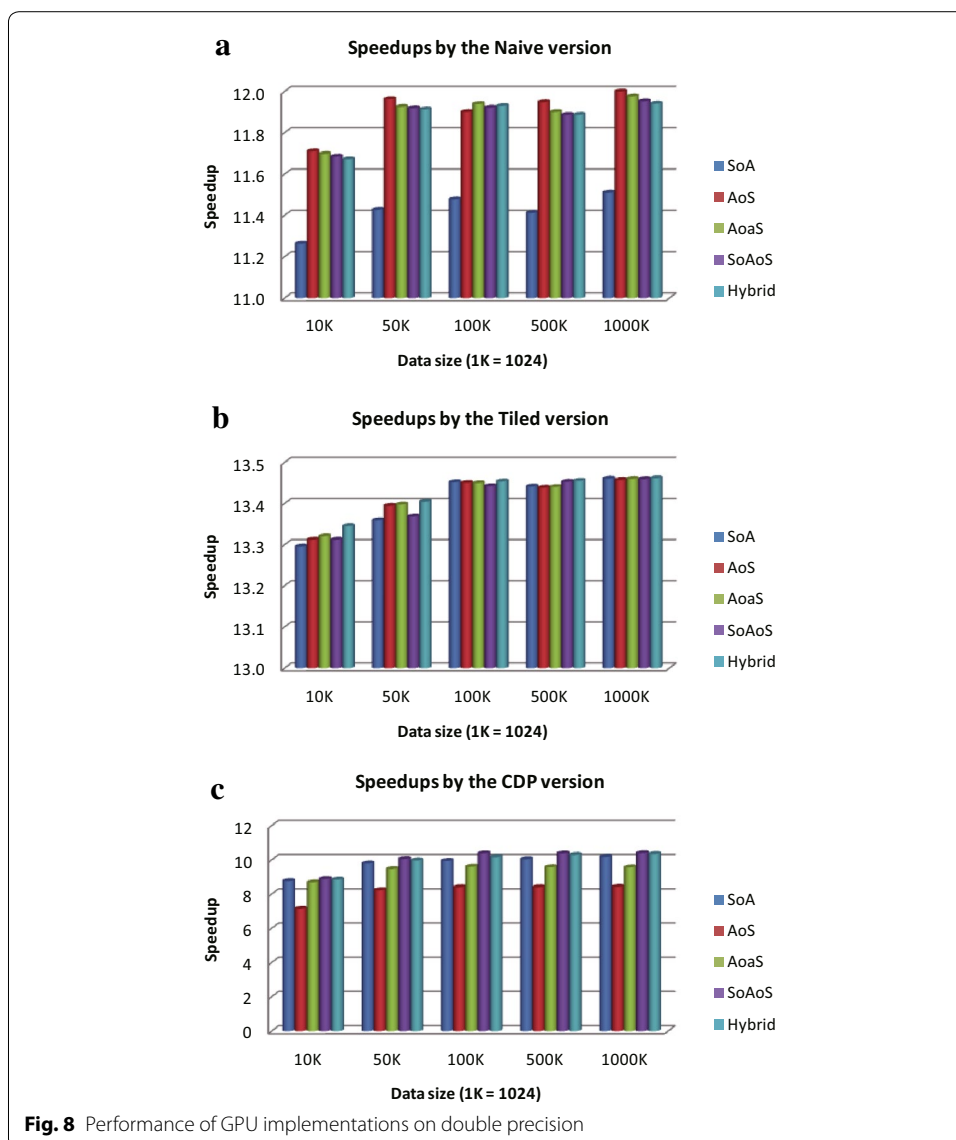 a
Speedups by the Naive version
12.0
11.8
11.6
11.4
11.2
11.0
Speedup
10K 50K 100K 500K 1000K
Data size (1K = 1024)
SoA
AoS
AoaS
SoAoS
Hybrid
b
Speedups by the Tiled version
13.5
13.4
13.3
13.2
13.1
13.0
Speedup
10K 50K 100K 500K 1000K
Data size (1K = 1024)
SoA
AoS
AoaS
SoAoS
Hybrid
c
Speedups by the CDP version
12
10
8
6
4
2
0
Speedup
10K 50K 100K 500K 1000K
Data size (1K = 1024)
SoA
AoS
AoaS
SoAoS
Hybrid
Fig. 8 Performance of GPU implementations on double precision